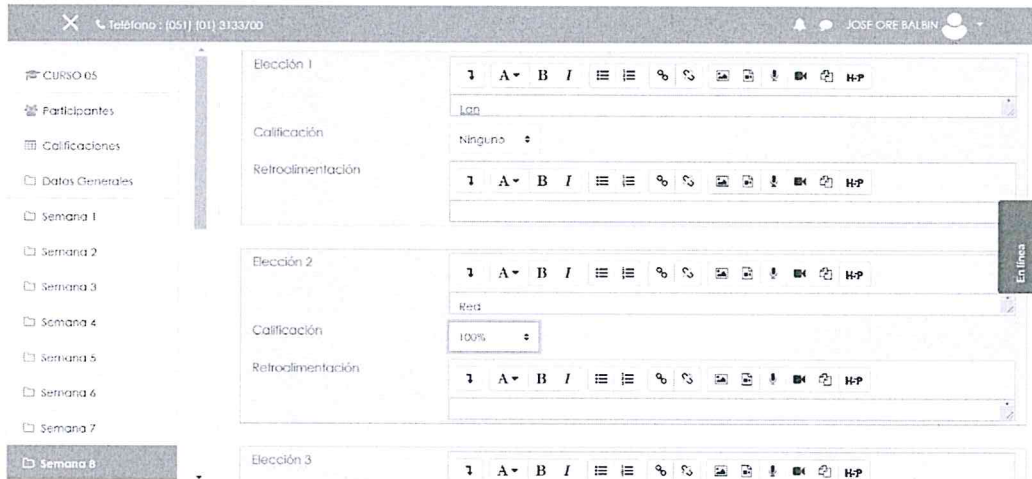 Teléfono : (051) (01) 3133700
JOSE ORE BALBIN
CURSO 05
Participantes
Calificaciones
Datos Generales
Semana 1
Semana 2
Semana 3
Semana 4
Semana 5
Semana 6
Semana 7
Semana 8
Elección 1
A B I H-P
Lan
Calificación
Ninguno
Retroalimentación
A B I H-P
Elección 2
A B I H-P
Red
Calificación
100%
Retroalimentación
A B I H-P
Elección 3
A B I H-P
En línea